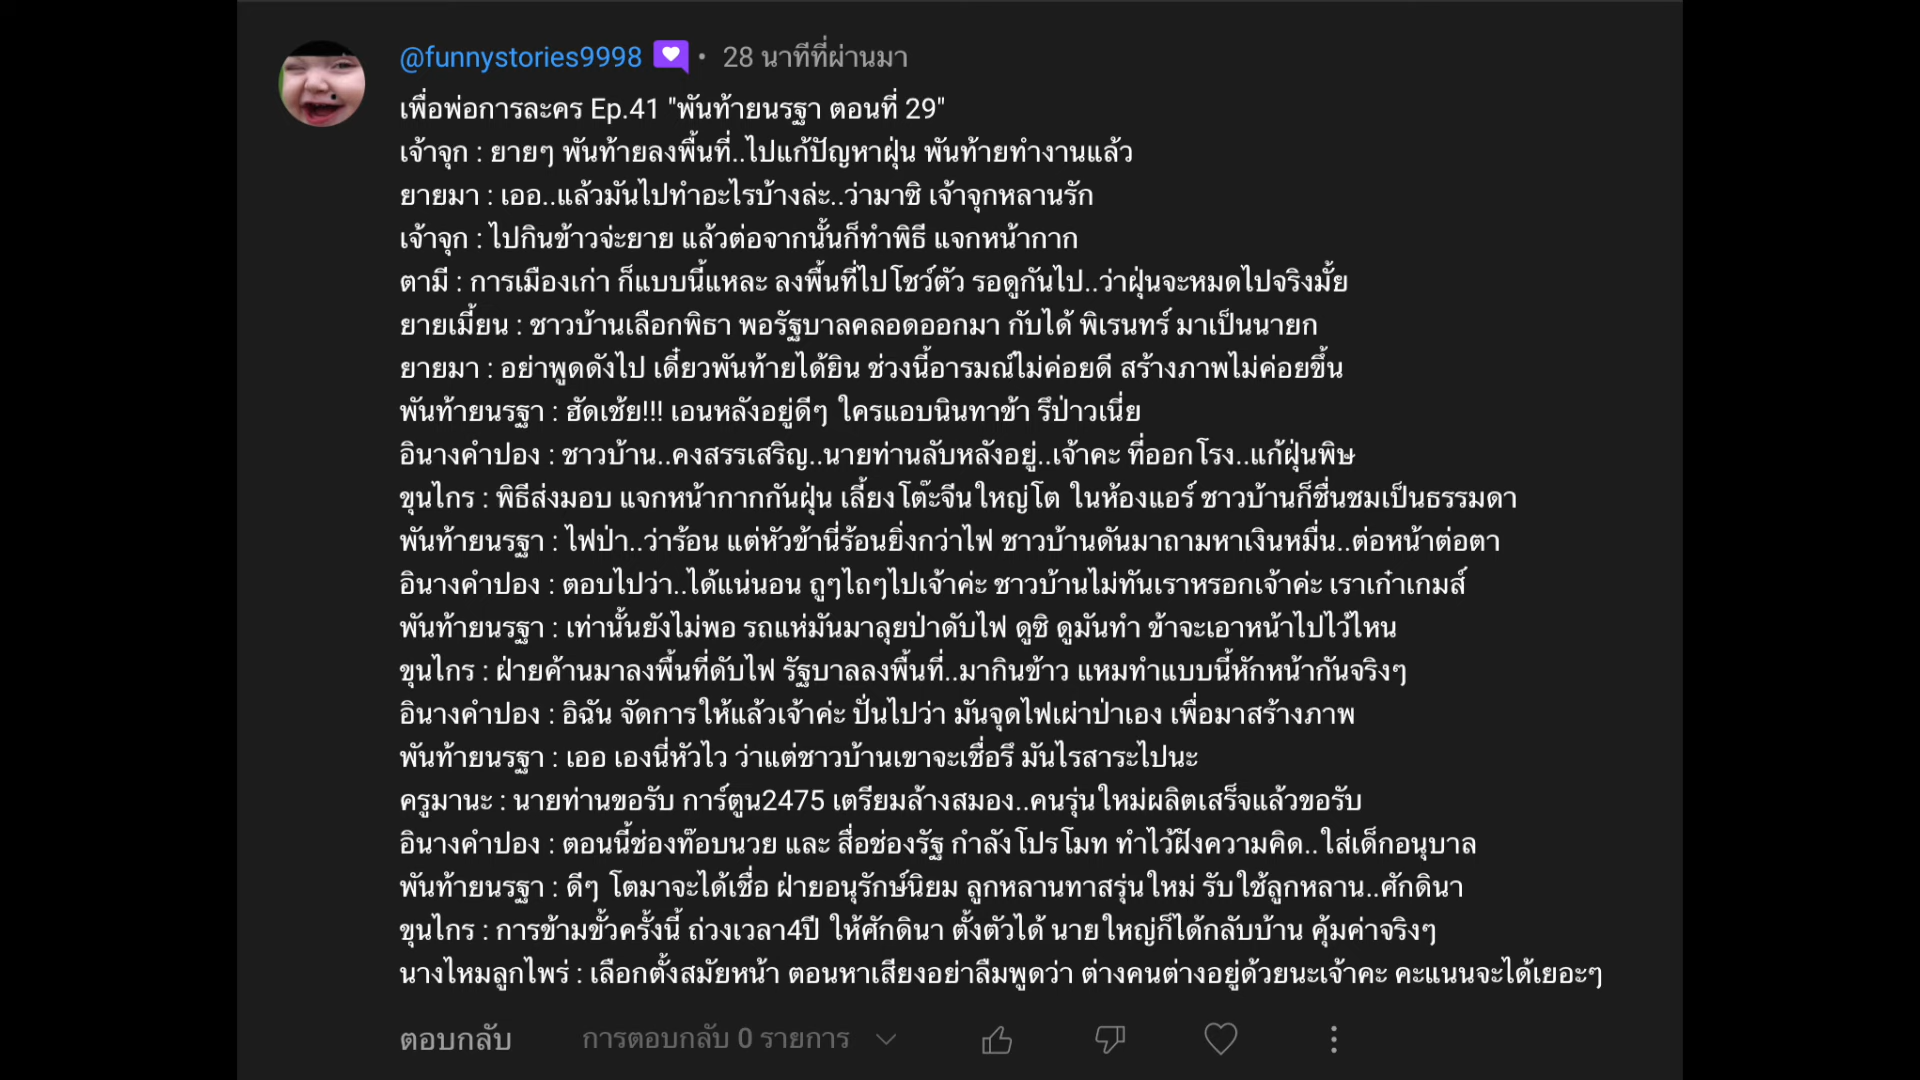 @funnystories9998 • 28 นาทีที่ผ่านมา
เพื่อพ่อการละคร Ep.41 "พันท้ายนรฐา ตอนที่ 29"
เจ้าจุก : ยายๆ พันท้ายลงพื้นที่..ไปแก้ปัญหาฝุ่น พันท้ายทำงานแล้ว
ยายมา : เออ..แล้วมันไปทำอะไรบ้างล่ะ..ว่ามาซิ เจ้าจุกหลานรัก
เจ้าจุก : ไปกินข้าวจ่ะยาย แล้วต่อจากนั้นก็ทำพิธี แจกหน้ากาก
ตามี : การเมืองเก่า ก็แบบนี้แหละ ลงพื้นที่ไปโชว์ตัว รอดูกันไป..ว่าฝุ่นจะหมดไปจริงมั้ย
ยายเมี้ยน : ชาวบ้านเลือกพิธา พอรัฐบาลคลอดออกมา กับได้ พิเรนทร์ มาเป็นนายก
ยายมา : อย่าพูดดังไป เดี๋ยวพันท้ายได้ยิน ช่วงนี้อารมณ์ไม่ค่อยดี สร้างภาพไม่ค่อยขึ้น
พันท้ายนรฐา : ฮัดเช้ย!!! เอนหลังอยู่ดีๆ ใครแอบนินทาข้า รึป่าวเนี่ย
อินางคำปอง : ชาวบ้าน..คงสรรเสริญ..นายท่านลับหลังอยู่..เจ้าคะ ที่ออกโรง..แก้ฝุ่นพิษ
ขุนไกร : พิธีส่งมอบ แจกหน้ากากกันฝุ่น เลี้ยงโต๊ะจีนใหญ่โต ในห้องแอร์ ชาวบ้านก็ชื่นชมเป็นธรรมดา
พันท้ายนรฐา : ไฟป่า..ว่าร้อน แต่หัวข้านี่ร้อนยิ่งกว่าไฟ ชาวบ้านดันมาถามหาเงินหมื่น..ต่อหน้าต่อตา
อินางคำปอง : ตอบไปว่า..ได้แน่นอน ถูๆไถๆไปเจ้าค่ะ ชาวบ้านไม่ทันเราหรอกเจ้าค่ะ เราเก๋าเกมส์
พันท้ายนรฐา : เท่านั้นยังไม่พอ รถแห่มันมาลุยป่าดับไฟ ดูซิ ดูมันทำ ข้าจะเอาหน้าไปไว้ไหน
ขุนไกร : ฝ่ายค้านมาลงพื้นที่ดับไฟ รัฐบาลลงพื้นที่..มากินข้าว แหมทำแบบนี้หักหน้ากันจริงๆ
อินางคำปอง : อิฉัน จัดการให้แล้วเจ้าค่ะ ปั่นไปว่า มันจุดไฟเผ่าป่าเอง เพื่อมาสร้างภาพ
พันท้ายนรฐา : เออ เองนี่หัวไว ว่าแต่ชาวบ้านเขาจะเชื่อรึ มันไรสาระไปนะ
ครูมานะ : นายท่านขอรับ การ์ตูน2475 เตรียมล้างสมอง..คนรุ่นใหม่ผลิตเสร็จแล้วขอรับ
อินางคำปอง : ตอนนี้ช่องท๊อบนวย และ สื่อช่องรัฐ กำลังโปรโมท ทำไว้ฝังความคิด..ใส่เด็กอนุบาล
พันท้ายนรฐา : ดีๆ โตมาจะได้เชื่อ ฝ่ายอนุรักษ์นิยม ลูกหลานทาสรุ่นใหม่ รับใช้ลูกหลาน..ศักดินา
ขุนไกร : การข้ามขั้วครั้งนี้ ถ่วงเวลา4ปี ให้ศักดินา ตั้งตัวได้ นายใหญ่ก็ได้กลับบ้าน คุ้มค่าจริงๆ
นางไหมลูกไพร่ : เลือกตั้งสมัยหน้า ตอนหาเสียงอย่าลืมพูดว่า ต่างคนต่างอยู่ด้วยนะเจ้าคะ คะแนนจะได้เยอะๆ
ตอบกลับ การตอบกลับ 0 รายการ